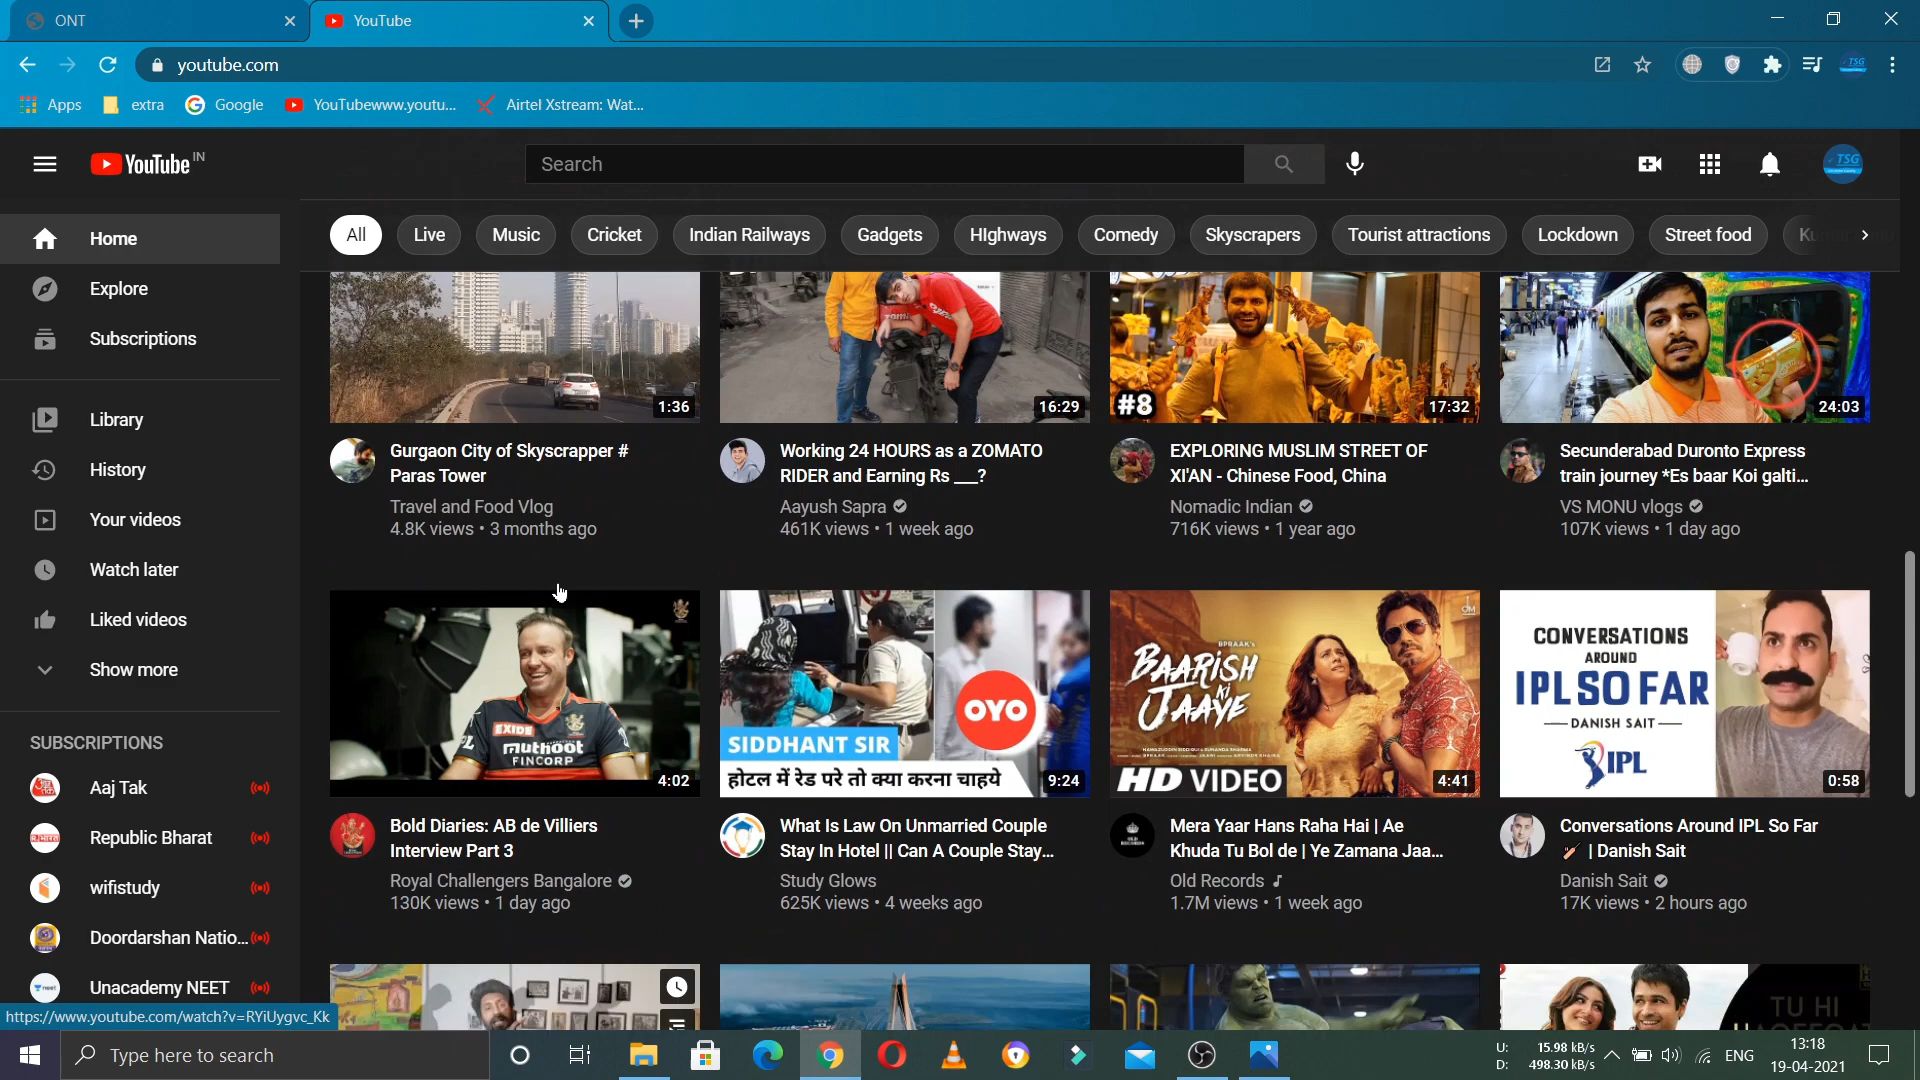 ONT
YouTube
youtube.com
Apps
extra
Google
YouTubewww.youtu...
Airtel Xstream: Wat...
YouTube IN
Search
TSG
Home
Explore
Subscriptions
Library
History
Your videos
Watch later
Liked videos
Show more
SUBSCRIPTIONS
Aaj Tak
Republic Bharat
wifistudy
Doordarshan Natio...
Unacademy NEET
https://www.youtube.com/watch?v=RYiUygvc_Kk
All
Live
Music
Cricket
Indian Railways
Gadgets
HIghways
Comedy
Skyscrapers
Tourist attractions
Lockdown
Street food
1:36
16:29
#8
17:32
24:03
Gurgaon City of Skyscrapper #
Paras Tower
Travel and Food Vlog
4.8K views • 3 months ago
Working 24 HOURS as a ZOMATO
RIDER and Earning Rs ___?
Aayush Sapra
461K views • 1 week ago
EXPLORING MUSLIM STREET OF
XI'AN - Chinese Food, China
Nomadic Indian
716K views • 1 year ago
Secunderabad Duronto Express
train journey *Es baar Koi galti...
VS MONU vlogs
107K views • 1 day ago
EXIDE
muthoot
FINCORP
4:02
OYO
SIDDHANT SIR
होटल में रेड परे तो क्या करना चाहये
9:24
BPRAAK's
BAARISH
KI
JAAYE
HD VIDEO
4:41
CONVERSATIONS
AROUND
IPL SO FAR
DANISH SAIT
IPL
0:58
Bold Diaries: AB de Villiers
Interview Part 3
Royal Challengers Bangalore
130K views • 1 day ago
What Is Law On Unmarried Couple
Stay In Hotel || Can A Couple Stay...
Study Glows
625K views • 4 weeks ago
Mera Yaar Hans Raha Hai | Ae
Khuda Tu Bol de | Ye Zamana Jaa...
Old Records
1.7M views • 1 week ago
Conversations Around IPL So Far
🏏 | Danish Sait
Danish Sait
17K views • 2 hours ago
TU HI
Type here to search
U: 15.98 kB/s
D: 498.30 kB/s
ENG
13:18
19-04-2021